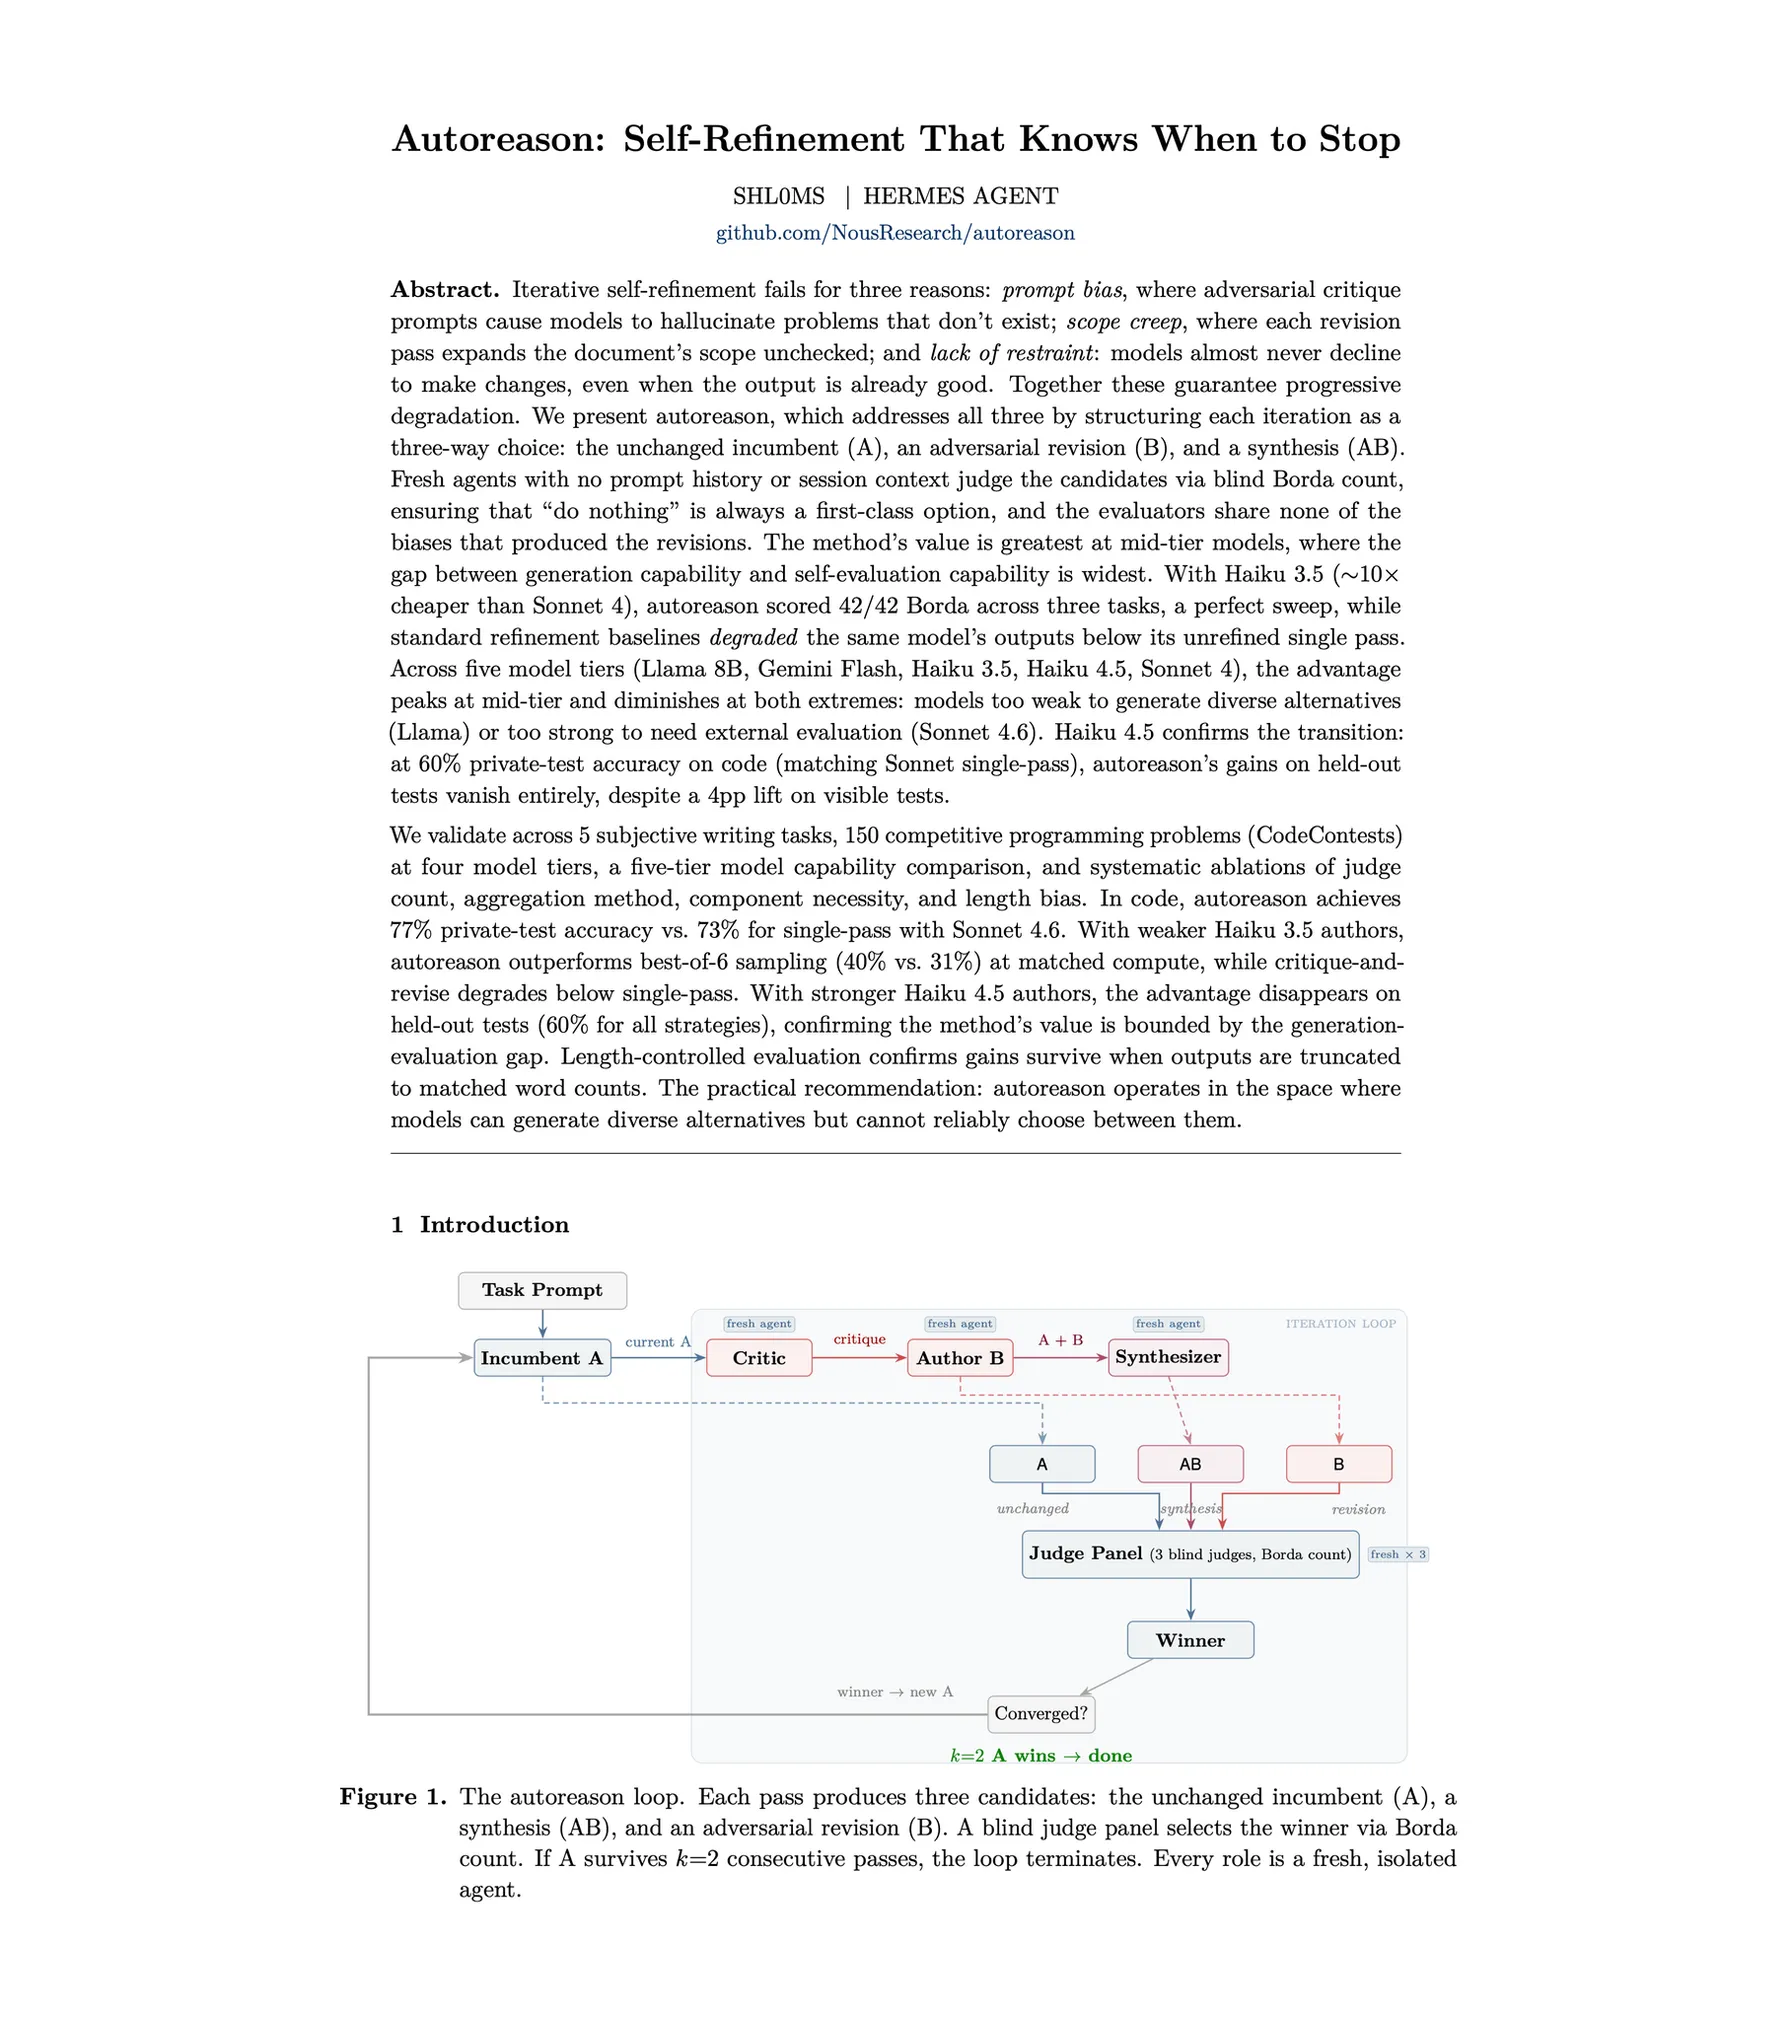 Autoreason: Self-Refinement That Knows When to Stop
SHL0MS | HERMES AGENT
github.com/NousResearch/autoreason
Abstract. Iterative self-refinement fails for three reasons: prompt bias, where adversarial critique
prompts cause models to hallucinate problems that don’t exist; scope creep, where each revision
pass expands the document’s scope unchecked; and lack of restraint: models almost never decline
to make changes, even when the output is already good. Together these guarantee progressive
degradation. We present autoreason, which addresses all three by structuring each iteration as a
three-way choice: the unchanged incumbent (A), an adversarial revision (B), and a synthesis (AB).
Fresh agents with no prompt history or session context judge the candidates via blind Borda count,
ensuring that “do nothing” is always a first-class option, and the evaluators share none of the
biases that produced the revisions. The method’s value is greatest at mid-tier models, where the
gap between generation capability and self-evaluation capability is widest. With Haiku 3.5 (∼10×
cheaper than Sonnet 4), autoreason scored 42/42 Borda across three tasks, a perfect sweep, while
standard refinement baselines degraded the same model’s outputs below its unrefined single pass.
Across five model tiers (Llama 8B, Gemini Flash, Haiku 3.5, Haiku 4.5, Sonnet 4), the advantage
peaks at mid-tier and diminishes at both extremes: models too weak to generate diverse alternatives
(Llama) or too strong to need external evaluation (Sonnet 4.6). Haiku 4.5 confirms the transition:
at 60% private-test accuracy on code (matching Sonnet single-pass), autoreason’s gains on held-out
tests vanish entirely, despite a 4pp lift on visible tests.
We validate across 5 subjective writing tasks, 150 competitive programming problems (CodeContests)
at four model tiers, a five-tier model capability comparison, and systematic ablations of judge
count, aggregation method, component necessity, and length bias. In code, autoreason achieves
77% private-test accuracy vs. 73% for single-pass with Sonnet 4.6. With weaker Haiku 3.5 authors,
autoreason outperforms best-of-6 sampling (40% vs. 31%) at matched compute, while critique-and-
revise degrades below single-pass. With stronger Haiku 4.5 authors, the advantage disappears on
held-out tests (60% for all strategies), confirming the method’s value is bounded by the generation-
evaluation gap. Length-controlled evaluation confirms gains survive when outputs are truncated
to matched word counts. The practical recommendation: autoreason operates in the space where
models can generate diverse alternatives but cannot reliably choose between them.
1 Introduction
Task Prompt
fresh agent
fresh agent
fresh agent
ITERATION LOOP
Incumbent A
current A
Critic
critique
Author B
A + B
Synthesizer
A
AB
B
unchanged
synthesis
revision
Judge Panel (3 blind judges, Borda count)
fresh × 3
Winner
winner → new A
Converged?
k=2 A wins → done
Figure 1. The autoreason loop. Each pass produces three candidates: the unchanged incumbent (A), a
synthesis (AB), and an adversarial revision (B). A blind judge panel selects the winner via Borda
count. If A survives k=2 consecutive passes, the loop terminates. Every role is a fresh, isolated
agent.